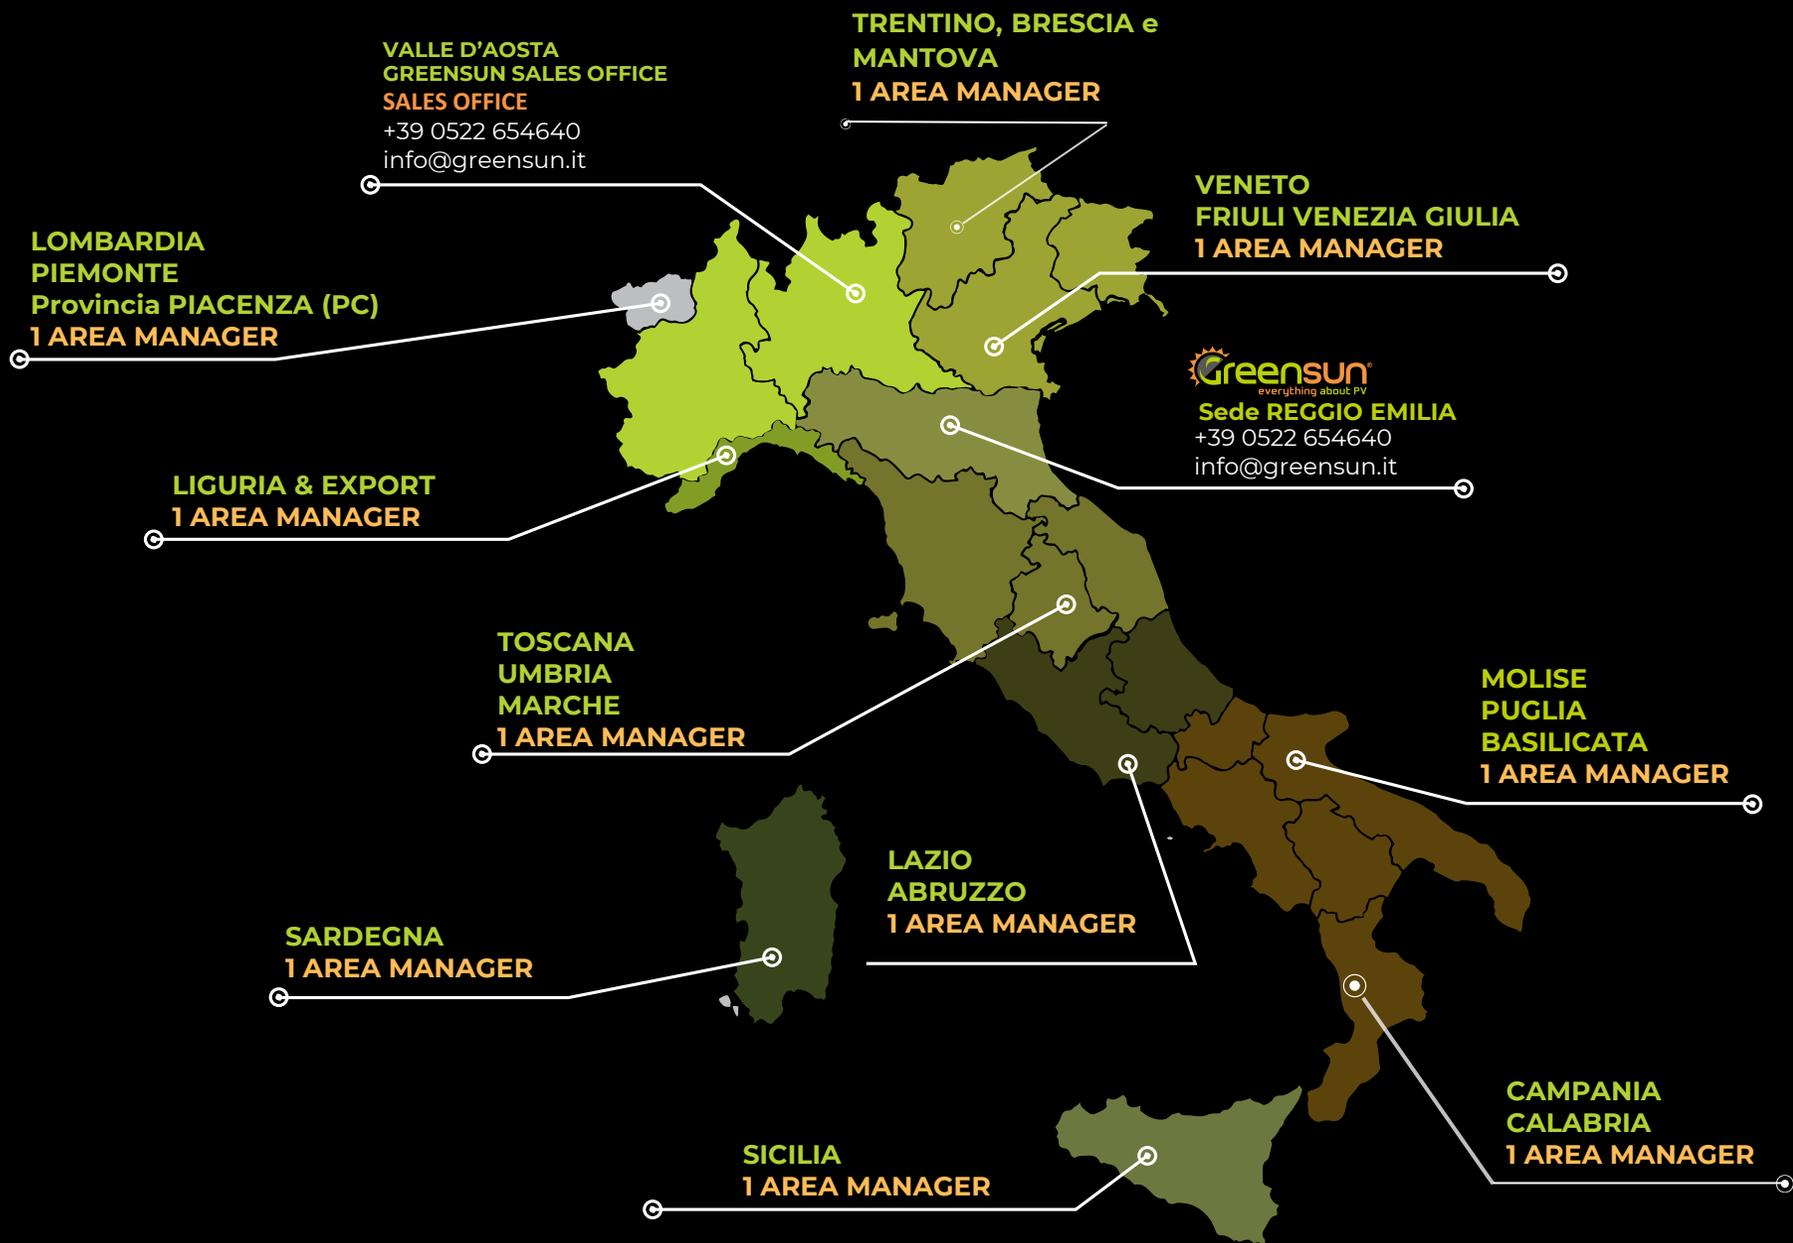 TRENTINO, BRESCIA e
MANTOVA
1 AREA MANAGER
VALLE D’AOSTA
GREENSUN SALES OFFICE
SALES OFFICE
+39 0522 654640
info@greensun.it
VENETO
FRIULI VENEZIA GIULIA
1 AREA MANAGER
LOMBARDIA
PIEMONTE
Provincia PIACENZA (PC)
1 AREA MANAGER
Greensun®
everything about PV
Sede REGGIO EMILIA
+39 0522 654640
info@greensun.it
LIGURIA & EXPORT
1 AREA MANAGER
TOSCANA
UMBRIA
MARCHE
1 AREA MANAGER
MOLISE
PUGLIA
BASILICATA
1 AREA MANAGER
LAZIO
ABRUZZO
1 AREA MANAGER
SARDEGNA
1 AREA MANAGER
CAMPANIA
CALABRIA
1 AREA MANAGER
SICILIA
1 AREA MANAGER